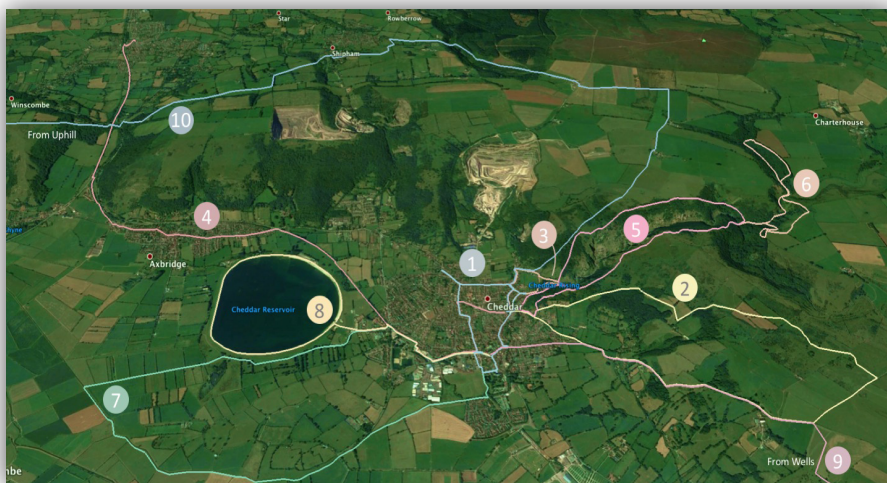 Star
Rowberrow
Shipham
Winscombe
10
From Uphill
Charterhouse
6
4
5
3
Axbridge
1
Cheddar
2
Cheddar Reservoir
8
7
From Wells
9